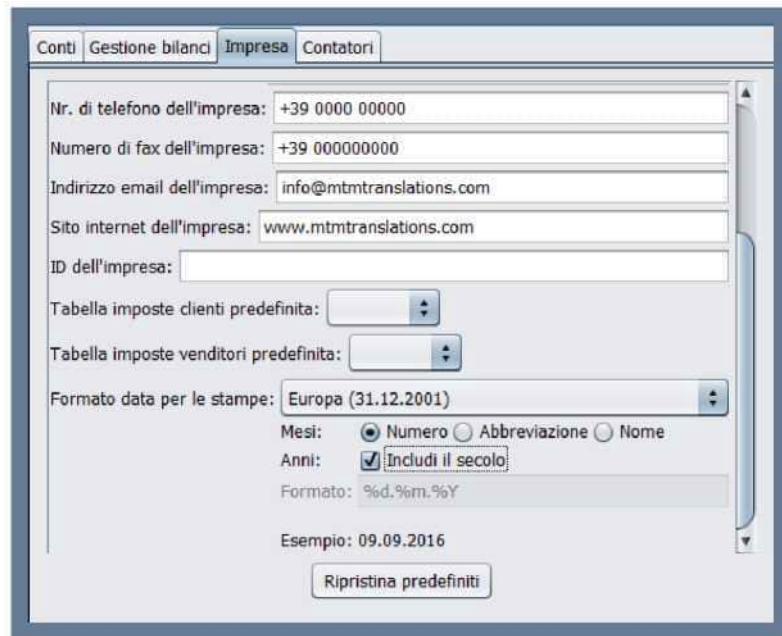 Conti Gestione bilanci Impresa Contatori
Nr. di telefono dell'impresa: +39 0000 00000
Numero di fax dell'impresa: +39 000000000
Indirizzo email dell'impresa: info@mtmtranslations.com
Sito internet dell'impresa: www.mtmtranslations.com
ID dell'impresa:
Tabella imposte clienti predefinita:
Tabella imposte venditori predefinita:
Formato data per le stampe: Europa (31.12.2001)
Mesi: Numero Abbreviazione Nome
Anni: Includi il secolo
Formato: %d.%m.%Y
Esempio: 09.09.2016
Ripristina predefiniti